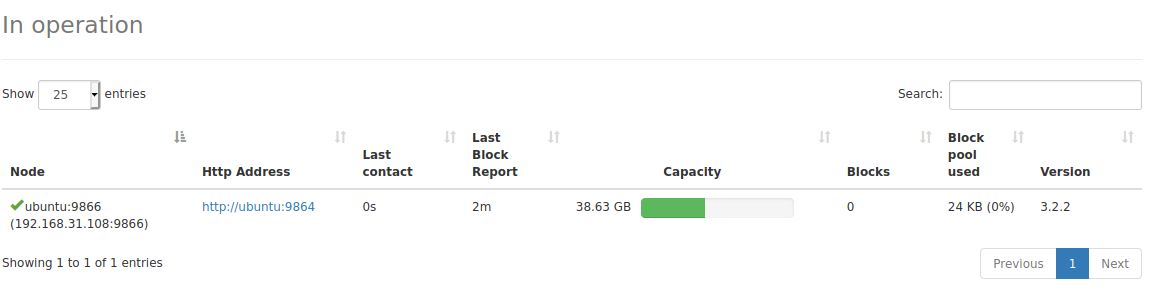 In operation
Show 25 entries Search:
Node Http Address Last contact Last Block Report Capacity Blocks Block pool used Version
ubuntu:9866 http://ubuntu:9864 0s 2m 38.63 GB 0 24 KB (0%) 3.2.2
(192.168.31.108:9866)
Showing 1 to 1 of 1 entries Previous 1 Next